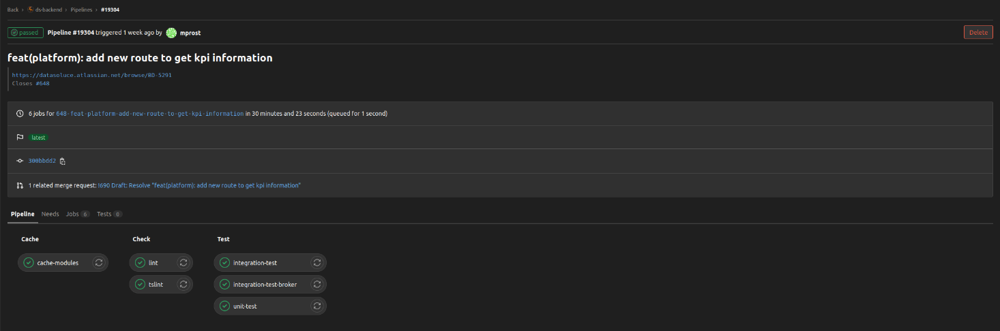 Back › ds-backend › Pipelines › #19304
passed Pipeline #19304 triggered 1 week ago by mprost Delete
feat(platform): add new route to get kpi information
https://datasoluce.atlassian.net/browse/BD-5291
Closes #648
6 jobs for 648-feat-platform-add-new-route-to-get-kpi-information in 30 minutes and 23 seconds (queued for 1 second)
latest
300bbdd2
1 related merge request: !690 Draft: Resolve "feat(platform): add new route to get kpi information"
Pipeline Needs Jobs 6 Tests 0
Cache Check Test
cache-modules lint integration-test
tslint integration-test-broker
unit-test